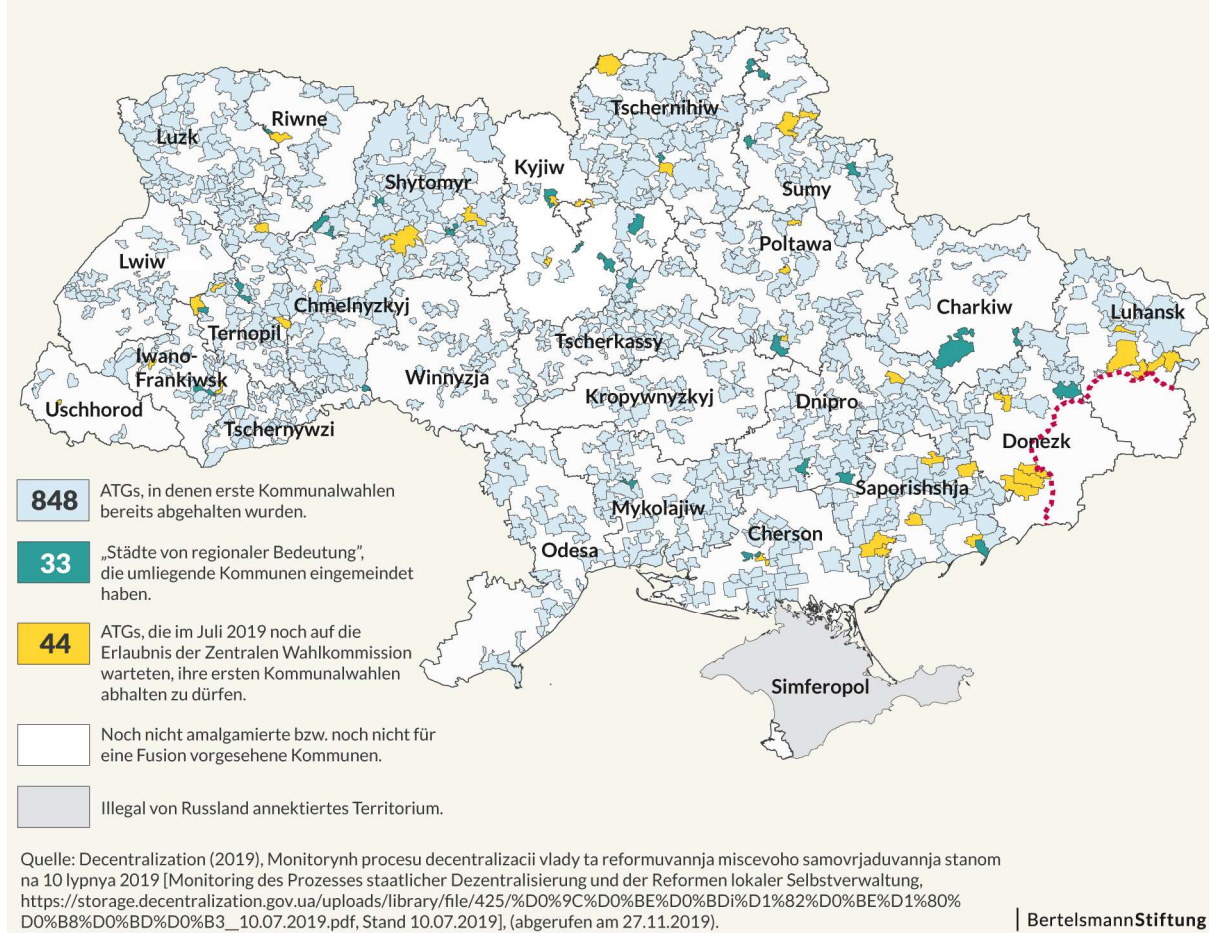 Tschernihiw
Riwne
Luzk
Kyjiw
Shytomyr
Sumy
Poltawa
Lwiw
Chmelnyzkyj
Charkiw
Luhansk
Ternopil
Tscherkassy
Iwano-
Frankiwsk
Winnyzja
Kropywnyzkyj
Dnipro
Uschhorod
Tschernywzi
Donezk
Saporishshja
Mykolajiw
Cherson
Odesa
Simferopol
848
ATGs, in denen erste Kommunalwahlen
bereits abgehalten wurden.
33
„Städte von regionaler Bedeutung”,
die umliegende Kommunen eingemeindet
haben.
44
ATGs, die im Juli 2019 noch auf die
Erlaubnis der Zentralen Wahlkommission
warteten, ihre ersten Kommunalwahlen
abhalten zu dürfen.
Noch nicht amalgamierte bzw. noch nicht für
eine Fusion vorgesehene Kommunen.
Illegal von Russland annektiertes Territorium.
Quelle: Decentralization (2019), Monitorynh procesu decentralizacii vlady ta reformuvannja miscevoho samovrjaduvannja stanom
na 10 lypnya 2019 [Monitoring des Prozesses staatlicher Dezentralisierung und der Reformen lokaler Selbstverwaltung,
https://storage.decentralization.gov.ua/uploads/library/file/425/%D0%9C%D0%BE%D0%BDi%D1%82%D0%BE%D1%80%
D0%B8%D0%BD%D0%B3__10.07.2019.pdf, Stand 10.07.2019], (abgerufen am 27.11.2019).
BertelsmannStiftung